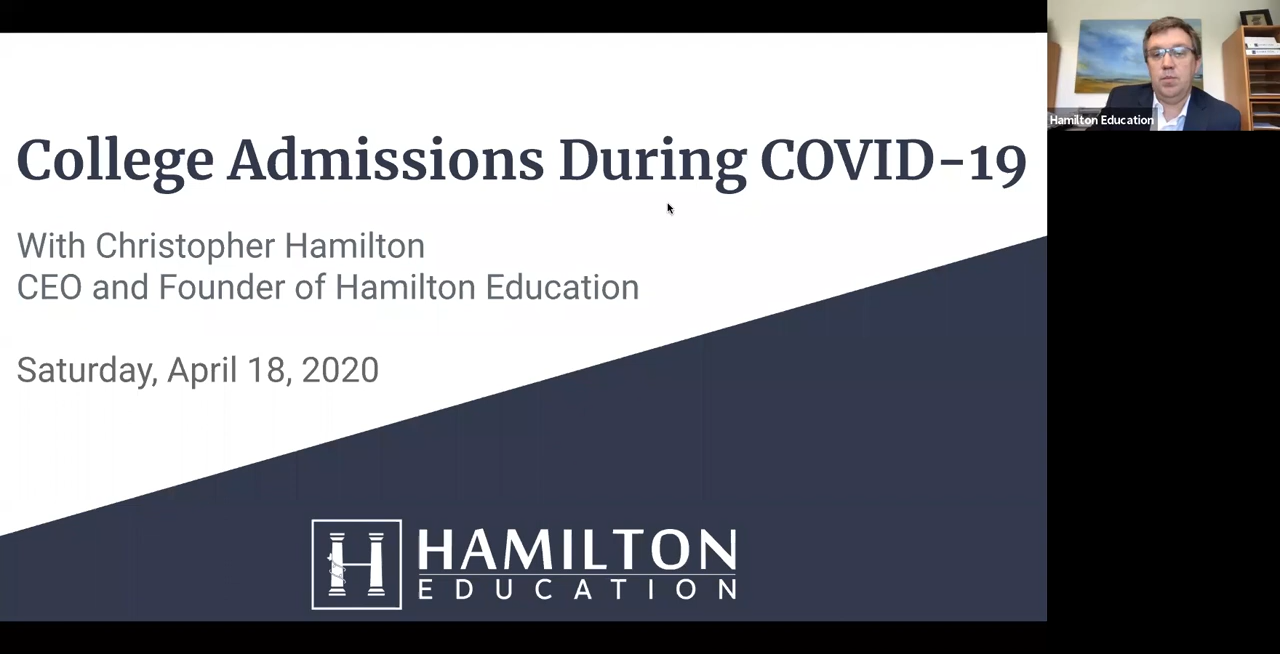 College Admissions During COVID-19
With Christopher Hamilton
CEO and Founder of Hamilton Education
Saturday, April 18, 2020
HAMILTON
EDUCATION
Hamilton Education